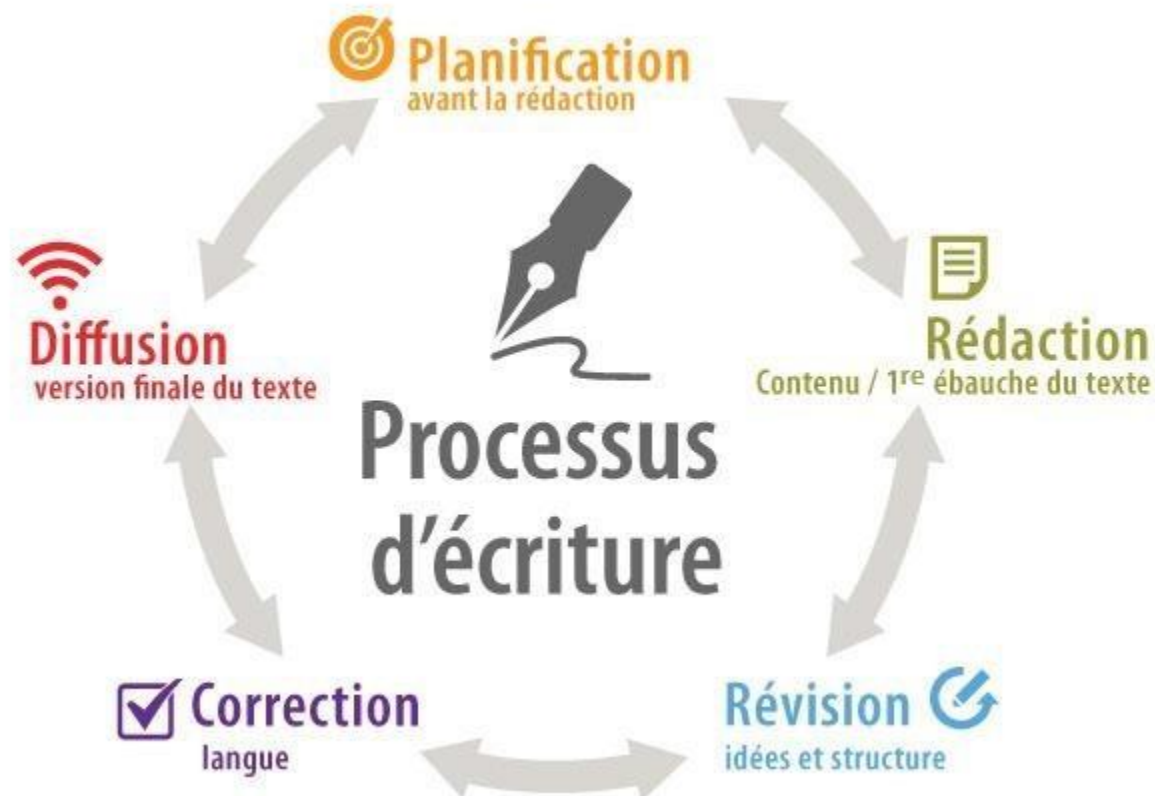 Planification
avant la rédaction
Rédaction
Contenu / 1re ébauche du texte
Révision
idées et structure
Correction
langue
Diffusion
version finale du texte
Processus
d'écriture